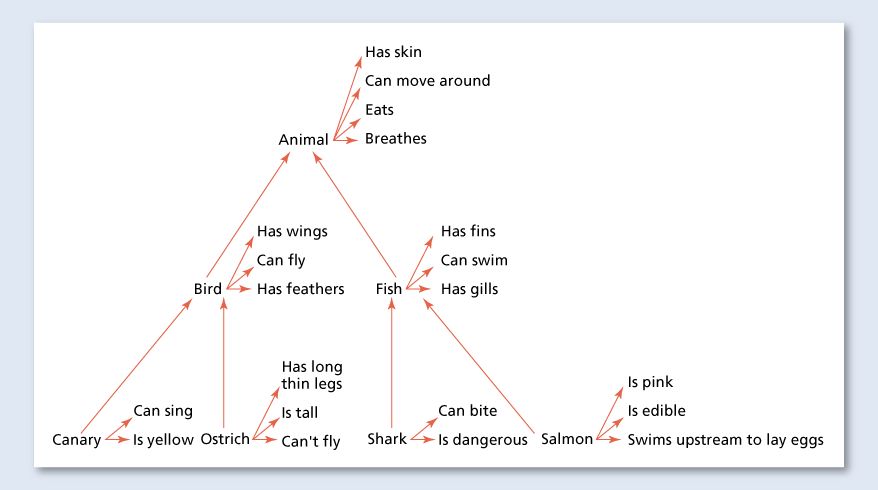 Has skin
Can move around
Eats
Breathes
Animal
Has wings
Can fly
Has feathers
Bird
Has fins
Can swim
Has gills
Fish
Can sing
Is yellow
Canary
Has long
thin legs
Is tall
Can't fly
Ostrich
Can bite
Is dangerous
Shark
Is pink
Is edible
Swims upstream to lay eggs
Salmon